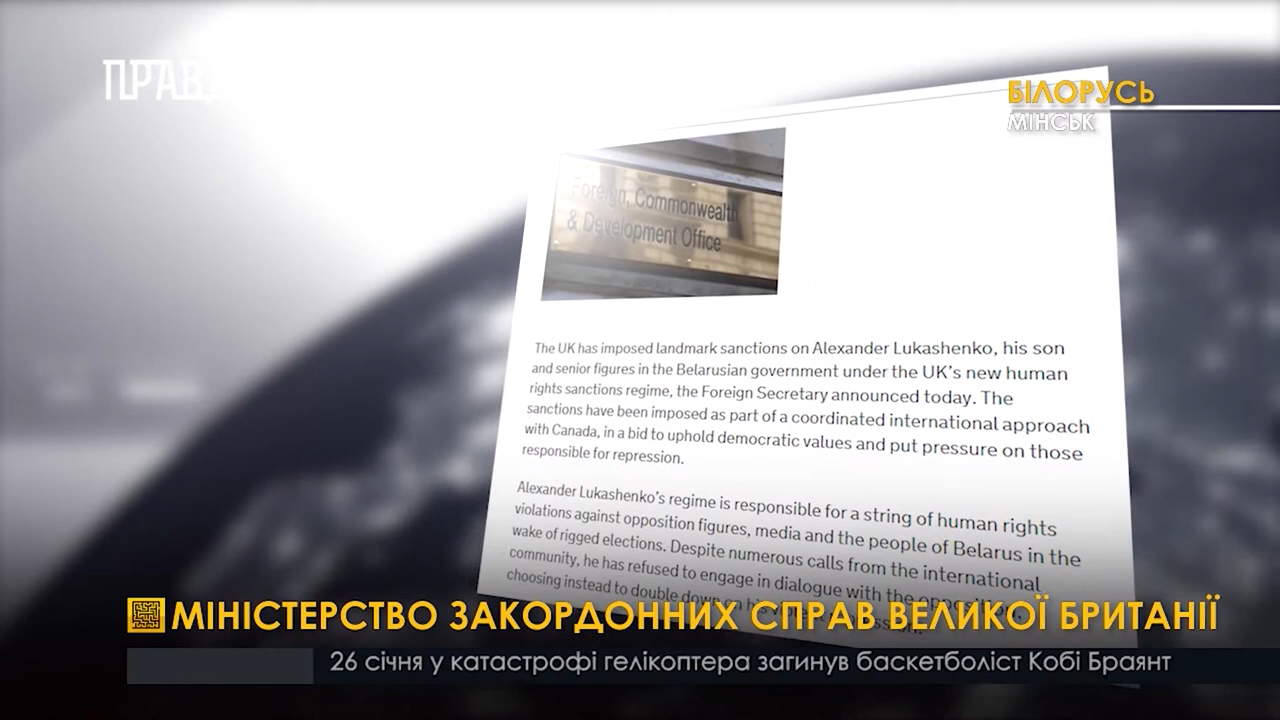 ПРАВД
БІЛОРУСЬ
МІНСЬК
Foreign, Commonwealth
& Development Office
The UK has imposed landmark sanctions on Alexander Lukashenko, his son
and senior figures in the Belarusian government under the UK's new human
rights sanctions regime, the Foreign Secretary announced today. The
sanctions have been imposed as part of a coordinated international approach
with Canada, in a bid to uphold democratic values and put pressure on those
responsible for repression.
Alexander Lukashenko's regime is responsible for a string of human rights
violations against opposition figures, media and the people of Belarus in the
wake of rigged elections. Despite numerous calls from the international
community, he has refused to engage in dialogue with the opposition,
choosing instead to double down on
МІНІСТЕРСТВО ЗАКОРДОННИХ СПРАВ ВЕЛИКОЇ БРИТАНІЇ
26 січня у катастрофі гелікоптера загинув баскетболіст Кобі Браянт